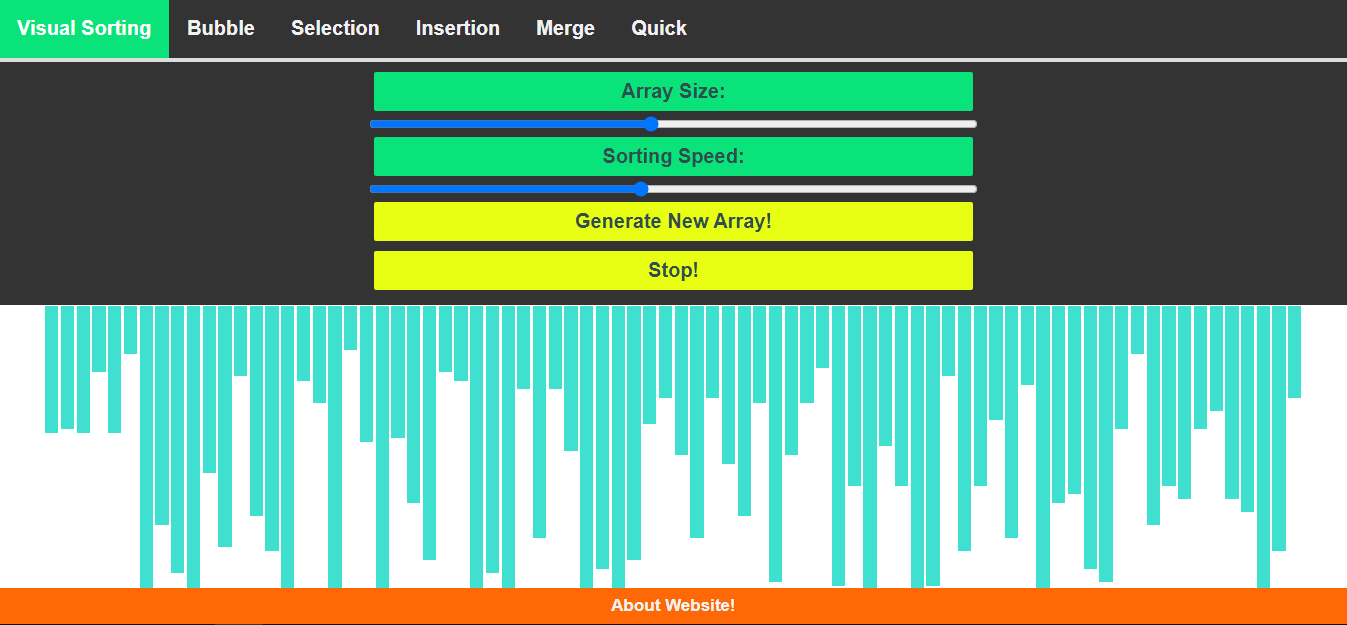 Visual Sorting Bubble Selection Insertion Merge Quick
Array Size:
Sorting Speed:
Generate New Array!
Stop!
About Website!